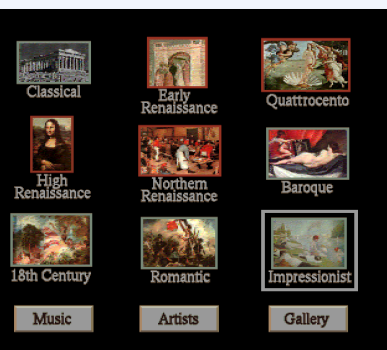 Classical
Early
Renaissance
Quattrocento
High
Renaissance
Northern
Renaissance
Baroque
18th Century
Romantic
Impressionist
Music
Artists
Gallery